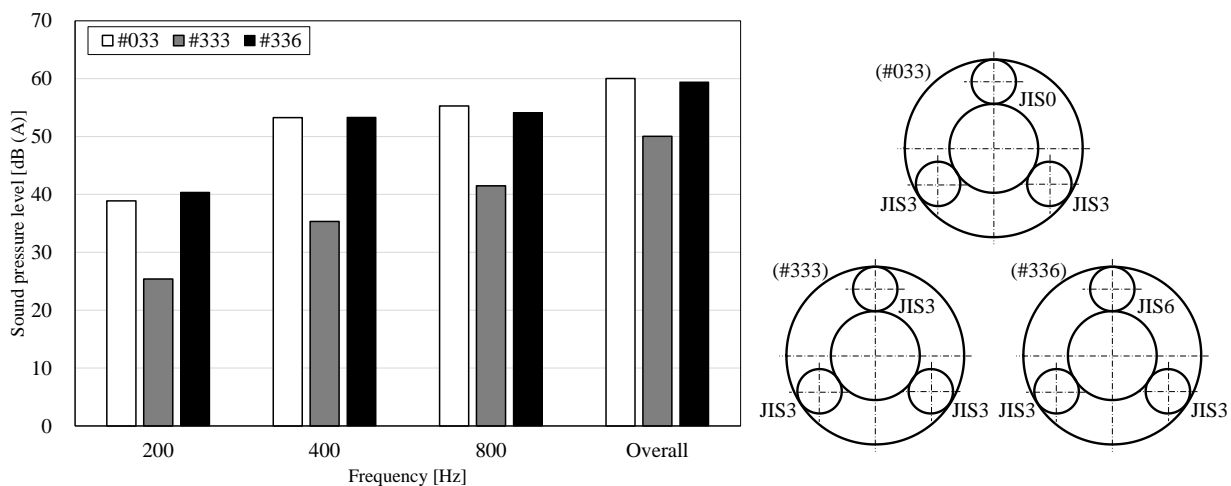 70
60
50
40
30
20
10
0
Sound pressure level [dB (A)]
#033 #333 #336
200 400 800 Overall
Frequency [Hz]
(#033)
JIS0
JIS3 JIS3
(#333)
JIS3
JIS3 JIS3
(#336)
JIS6
JIS3 JIS3